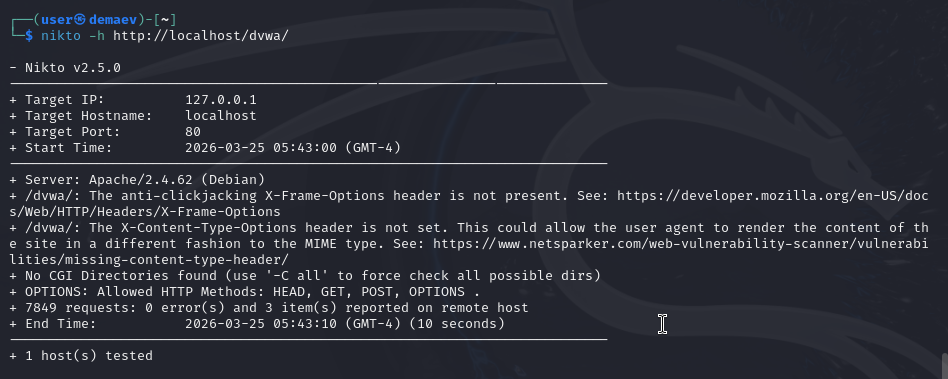 ┌──(user㉿demaev)-[~]
└─$ nikto -h http://localhost/dvwa/
- Nikto v2.5.0
+ Target IP: 127.0.0.1
+ Target Hostname: localhost
+ Target Port: 80
+ Start Time: 2026-03-25 05:43:00 (GMT-4)
+ Server: Apache/2.4.62 (Debian)
+ /dvwa/: The anti-clickjacking X-Frame-Options header is not present. See: https://developer.mozilla.org/en-US/doc
s/Web/HTTP/Headers/X-Frame-Options
+ /dvwa/: The X-Content-Type-Options header is not set. This could allow the user agent to render the content of th
e site in a different fashion to the MIME type. See: https://www.netsparker.com/web-vulnerability-scanner/vulnerabi
lities/missing-content-type-header/
+ No CGI Directories found (use '-C all' to force check all possible dirs)
+ OPTIONS: Allowed HTTP Methods: HEAD, GET, POST, OPTIONS .
+ 7849 requests: 0 error(s) and 3 item(s) reported on remote host
+ End Time: 2026-03-25 05:43:10 (GMT-4) (10 seconds)
+ 1 host(s) tested